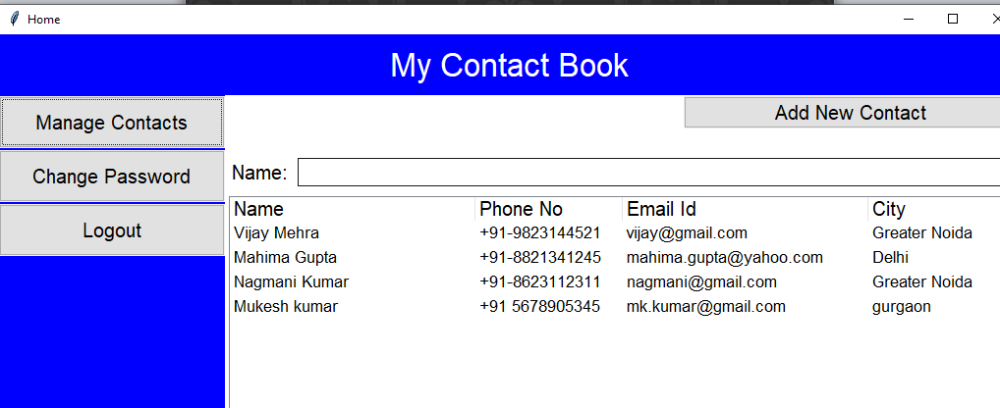 Home
My Contact Book
Manage Contacts
Add New Contact
Change Password
Name:
Logout
Name Phone No Email Id City
Vijay Mehra +91-9823144521 vijay@gmail.com Greater Noida
Mahima Gupta +91-8821341245 mahima.gupta@yahoo.com Delhi
Nagmani Kumar +91-8623112311 nagmani@gmail.com Greater Noida
Mukesh kumar +91 5678905345 mk.kumar@gmail.com gurgaon